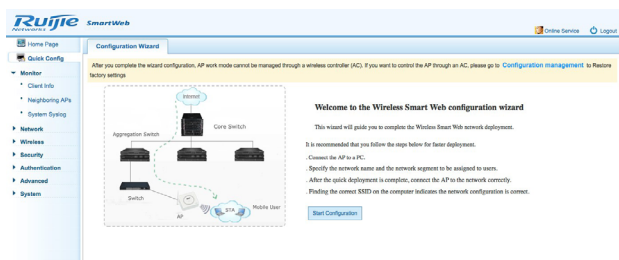 Ruijie SmartWeb
Networks
Online Service Logout
Home Page
Quick Config
Monitor
Client Info
Neighboring APs
System Syslog
Network
Wireless
Security
Authentication
Advanced
System
Configuration Wizard
After you complete the wizard configuration, AP work mode cannot be managed through a wireless controller (AC). If you want to control the AP through an AC, please go to Configuration management to Restore
factory settings
Internet
Core Switch
Aggregation Switch
Switch
AP
STA
Mobile User
Welcome to the Wireless Smart Web configuration wizard
This wizard will guide you to complete the Wireless Smart Web network deployment.
It is recommended that you follow the steps below for faster deployment.
. Connect the AP to a PC.
. Specify the network name and the network segment to be assigned to users.
. After the quick deployment is complete, connect the AP to the network correctly.
. Finding the correct SSID on the computer indicates the network configuration is correct.
Start Configuration